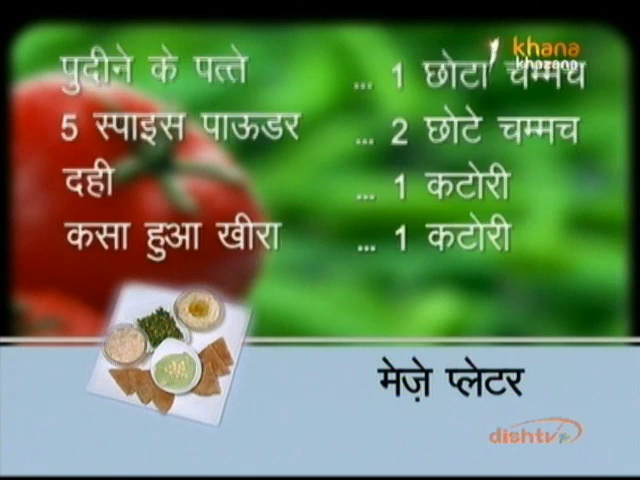 khana
khazana
पुदीने के पत्ते ... 1 छोटा चम्मच
5 स्पाइस पाऊडर ... 2 छोटे चम्मच
दही ... 1 कटोरी
कसा हुआ खीरा ... 1 कटोरी
मेज़े प्लेटर
dishtv